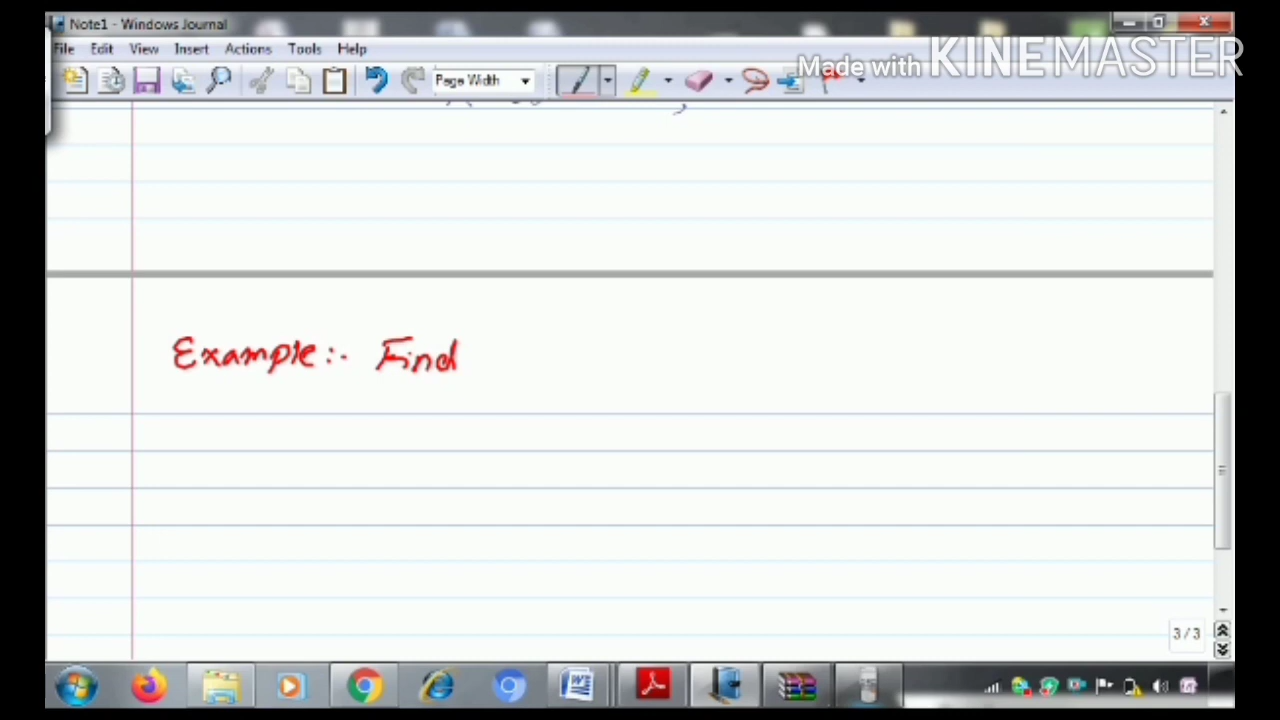 Note1 - Windows Journal
File Edit View Insert Actions Tools Help
Made with KINEMASTER
Page Width
Example:- Find
3/3